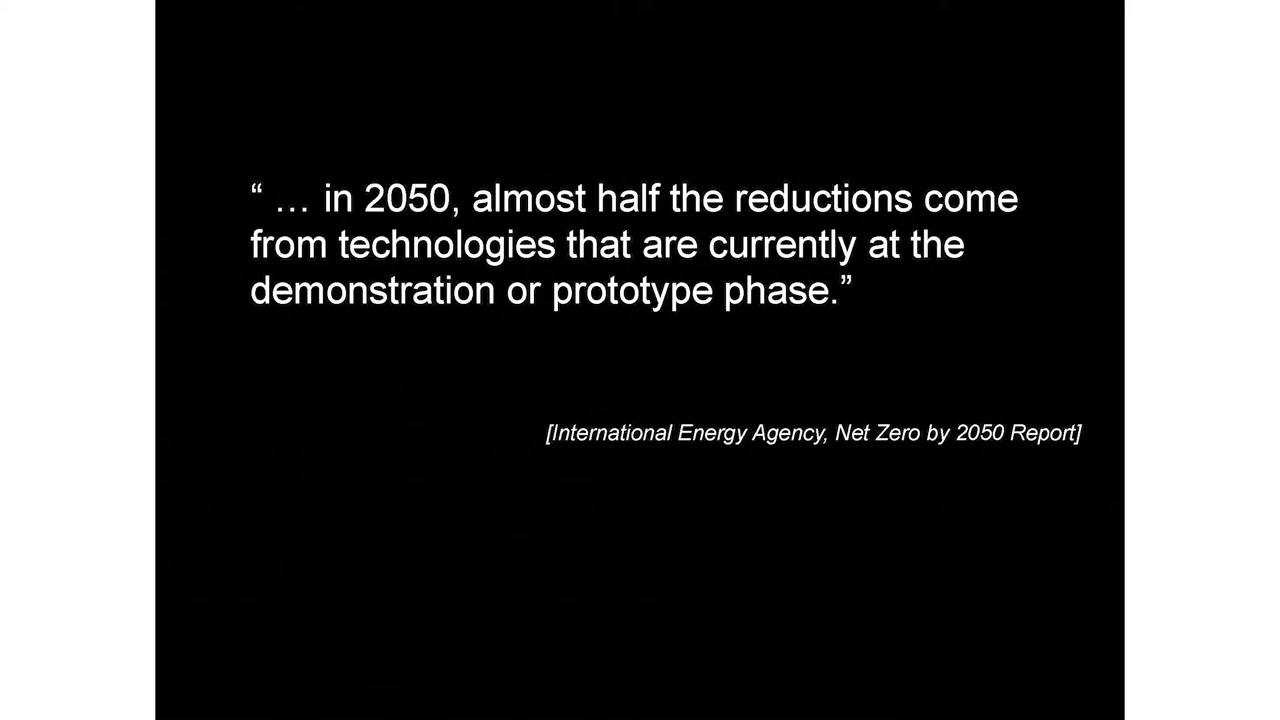 “ … in 2050, almost half the reductions come
from technologies that are currently at the
demonstration or prototype phase.”
[International Energy Agency, Net Zero by 2050 Report]